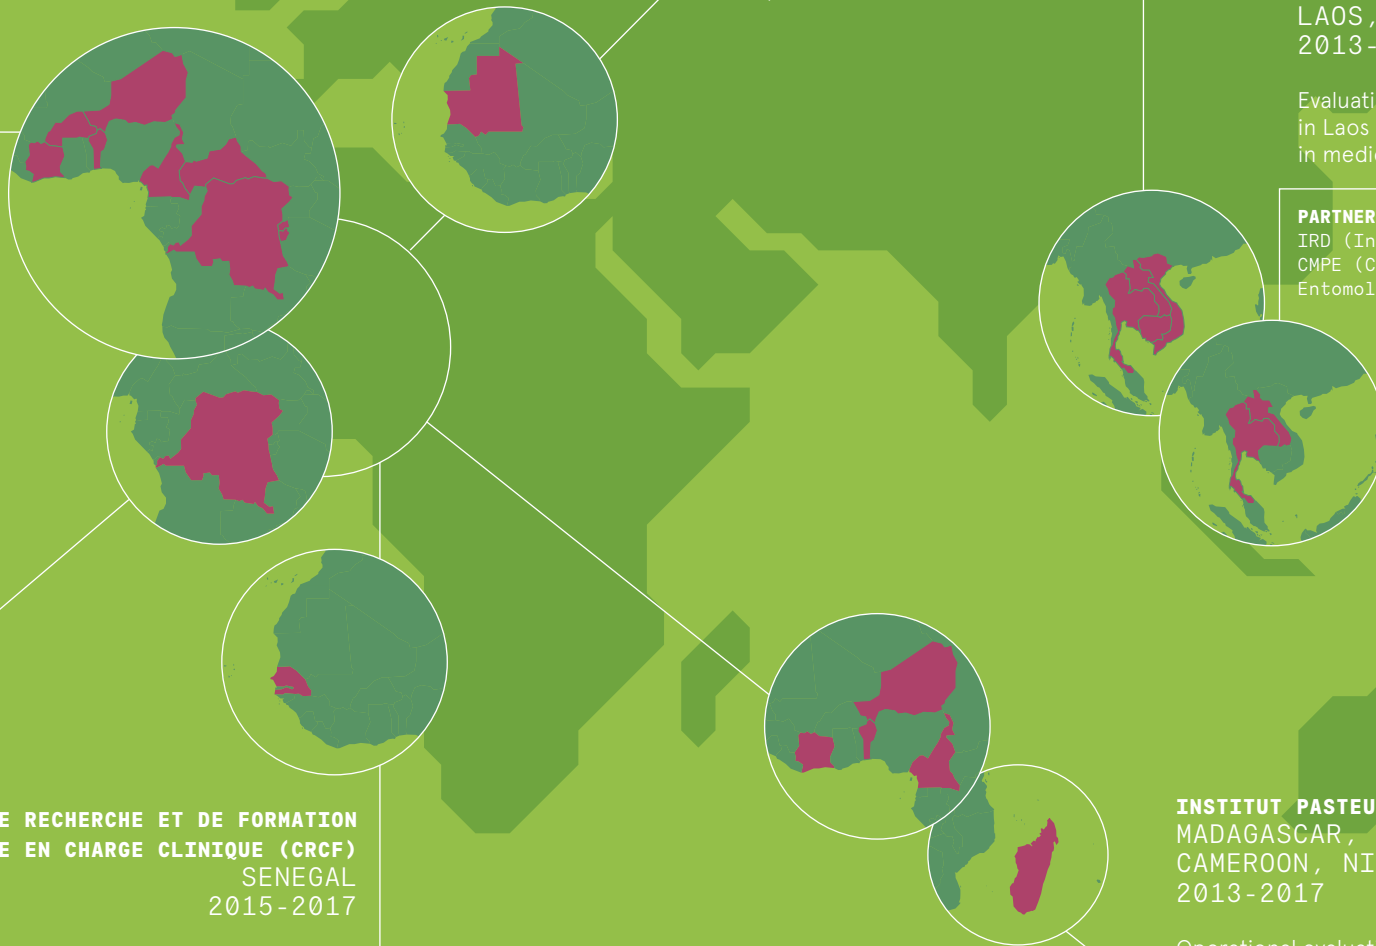 LAOS,
2013-
Evaluati
in Laos
in medi
PARTNER
IRD (In
CMPE (C
Entomol
E RECHERCHE ET DE FORMATION
E EN CHARGE CLINIQUE (CRCF)
SENEGAL
2015-2017
INSTITUT PASTEU
MADAGASCAR,
CAMEROON, NI
2013-2017